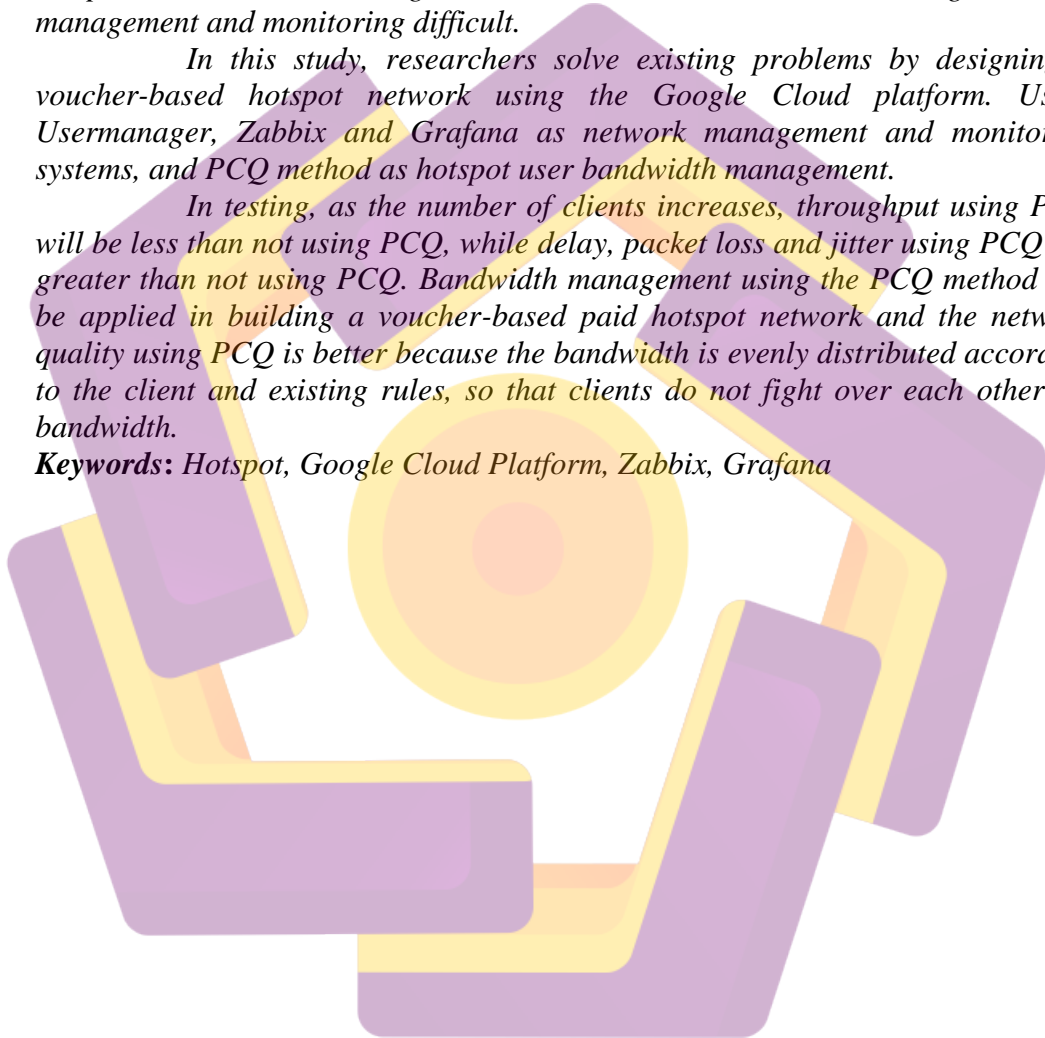 management and monitoring difficult.
In this study, researchers solve existing problems by designin
voucher-based hotspot network using the Google Cloud platform. Us
Usermanager, Zabbix and Grafana as network management and monitor
systems, and PCQ method as hotspot user bandwidth management.
In testing, as the number of clients increases, throughput using P
will be less than not using PCQ, while delay, packet loss and jitter using PCQ
greater than not using PCQ. Bandwidth management using the PCQ method
be applied in building a voucher-based paid hotspot network and the netw
quality using PCQ is better because the bandwidth is evenly distributed accord
to the client and existing rules, so that clients do not fight over each other
bandwidth.
Keywords: Hotspot, Google Cloud Platform, Zabbix, Grafana